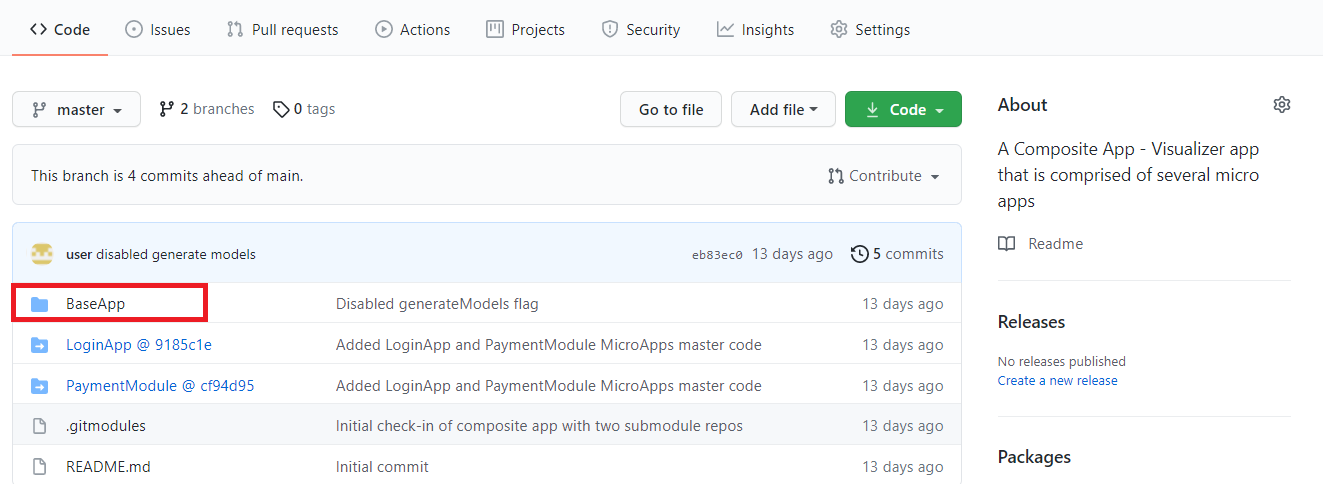 Code Issues Pull requests Actions Projects Security Insights Settings
master 2 branches 0 tags Go to file Add file Code
This branch is 4 commits ahead of main. Contribute
user disabled generate models eb83ec0 13 days ago 5 commits
BaseApp Disabled generateModels flag 13 days ago
LoginApp @ 9185c1e Added LoginApp and PaymentModule MicroApps master code 13 days ago
PaymentModule @ cf94d95 Added LoginApp and PaymentModule MicroApps master code 13 days ago
.gitmodules Initial check-in of composite app with two submodule repos 13 days ago
README.md Initial commit 13 days ago
About
A Composite App - Visualizer app
that is comprised of several micro
apps
Readme
Releases
No releases published
Create a new release
Packages